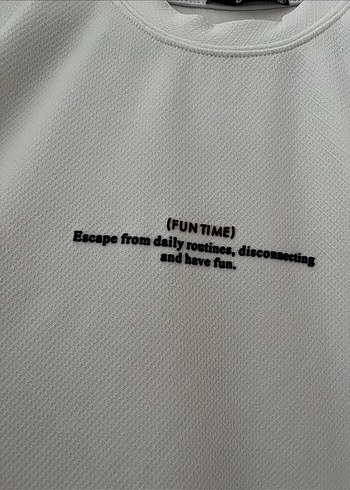 (FUN TIME)
Escape from daily routines, disconnecting
and have fun.